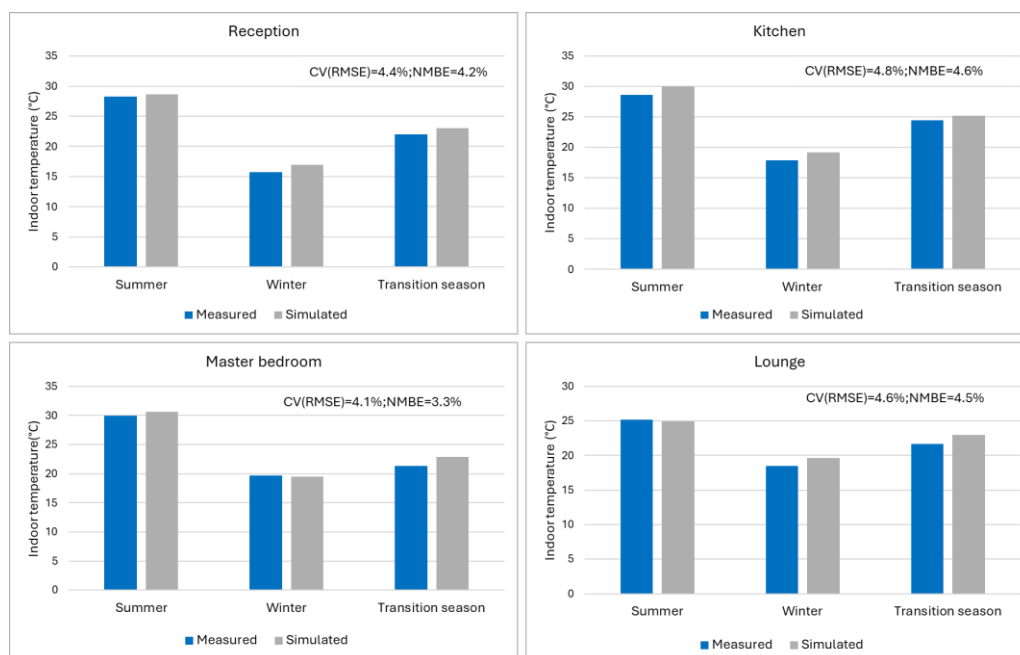 Reception
CV(RMSE)=4.4%;NMBE=4.2%
Indoor temperature (°C)
35
30
25
20
15
10
5
0
Summer Winter Transition season
Measured Simulated
Kitchen
CV(RMSE)=4.8%;NMBE=4.6%
Indoor temperature (°C)
35
30
25
20
15
10
5
0
Summer Winter Transition season
Measured Simulated
Master bedroom
CV(RMSE)=4.1%;NMBE=3.3%
Indoor temperature(°C)
35
30
25
20
15
10
5
0
Summer Winter Transition season
Measured Simulated
Lounge
CV(RMSE)=4.6%;NMBE=4.5%
Indoor temperature (°C)
30
25
20
15
10
5
0
Summer Winter Transition season
Measured Simulated